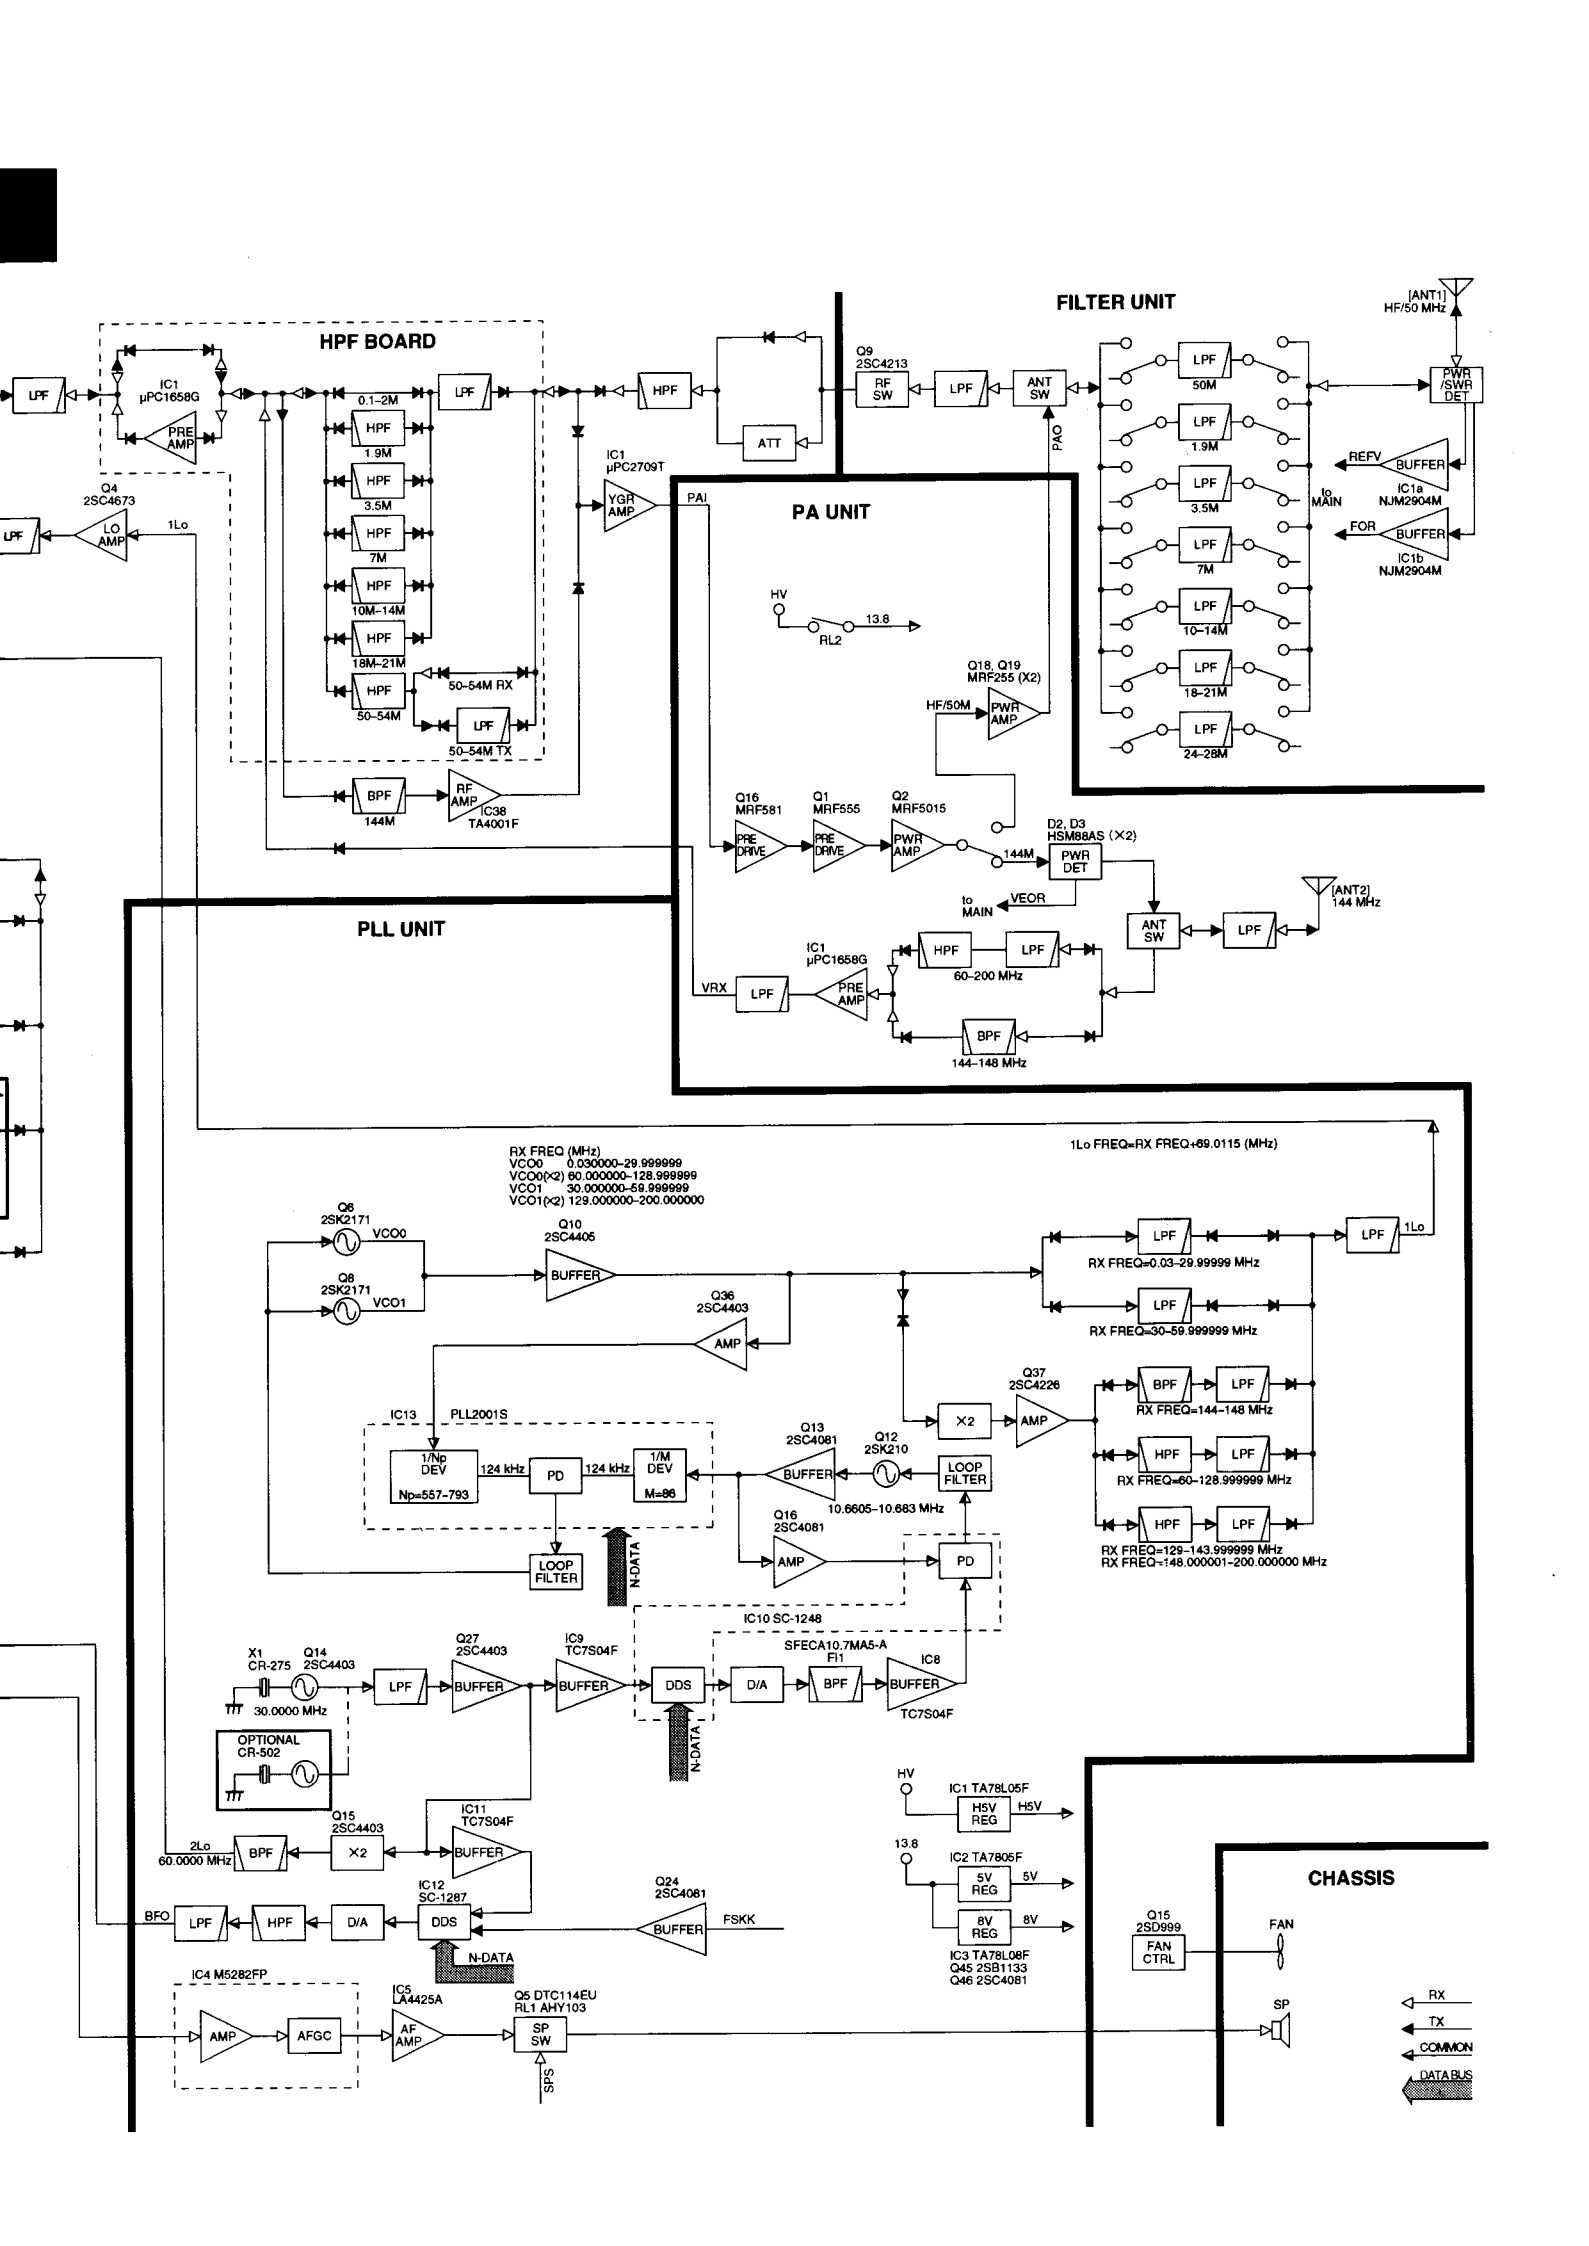 FILTER UNIT
[ANT1]
HF/50 MHz
HPF BOARD
IC1
µPC1658G
PRE
AMP
LPF
0.1–2M
HPF
1.9M
HPF
3.5M
HPF
7M
HPF
10M–14M
HPF
18M–21M
HPF
50–54M
50–54M RX
LPF
50–54M TX
LPF
HPF
ATT
Q9
2SC4213
RF
SW
LPF
ANT
SW
PAO
LPF
50M
LPF
1.9M
LPF
3.5M
LPF
7M
LPF
10–14M
LPF
18–21M
LPF
24–28M
PWR
/SWR
DET
REFV
BUFFER
IC1a
NJM2904M
to
MAIN
FOR
BUFFER
IC1b
NJM2904M
Q4
2SC4673
LO
AMP
LPF
1Lo
IC1
µPC2709T
YGR
AMP
PAI
BPF
144M
RF
AMP
IC38
TA4001F
PA UNIT
HV
RL2
13.8
Q18, Q19
MRF255 (X2)
HF/50M
PWR
AMP
Q16
MRF581
PRE
DRIVE
Q1
MRF555
PRE
DRIVE
Q2
MRF5015
PWR
AMP
144M
D2, D3
HSM88AS (X2)
PWR
DET
to
MAIN
VEOR
ANT
SW
LPF
[ANT2]
144 MHz
IC1
µPC1658G
VRX
LPF
PRE
AMP
HPF
LPF
60–200 MHz
BPF
144–148 MHz
PLL UNIT
1Lo FREQ=RX FREQ+69.0115 (MHz)
RX FREQ (MHz)
VCO0 0.030000–29.999999
VCO0(X2) 60.000000–128.999999
VCO1 30.000000–59.999999
VCO1(X2) 129.000000–200.000000
Q6
2SK2171
VCO0
Q8
2SK2171
VCO1
Q10
2SC4405
BUFFER
Q36
2SC4403
AMP
LPF
RX FREQ=0.03–29.99999 MHz
LPF
RX FREQ=30–59.999999 MHz
LPF
1Lo
Q37
2SC4226
X2
AMP
BPF
LPF
RX FREQ=144–148 MHz
HPF
LPF
RX FREQ=60–128.999999 MHz
HPF
LPF
RX FREQ=129–143.999999 MHz
RX FREQ=148.000001–200.000000 MHz
IC13
PLL2001S
1/Np
DEV
Np=557–793
124 kHz
PD
124 kHz
1/M
DEV
M=86
LOOP
FILTER
N-DATA
Q13
2SC4081
BUFFER
Q12
2SK210
LOOP
FILTER
10.6605–10.683 MHz
Q16
2SC4081
AMP
PD
IC10 SC-1248
X1
CR-275
Q14
2SC4403
30.0000 MHz
LPF
Q27
2SC4403
BUFFER
IC9
TC7S04F
BUFFER
DDS
N-DATA
D/A
SFECA10.7MA5-A
FI1
BPF
IC8
BUFFER
TC7S04F
OPTIONAL
CR-502
2Lo
60.0000 MHz
BPF
Q15
2SC4403
X2
IC11
TC7S04F
BUFFER
BFO
LPF
HPF
D/A
IC12
SC-1287
DDS
N-DATA
Q24
2SC4081
BUFFER
FSKK
HV
IC1 TA78L05F
H5V
REG
H5V
13.8
IC2 TA7805F
5V
REG
5V
8V
REG
8V
IC3 TA78L08F
Q45 2SB1133
Q46 2SC4081
IC4 M5282FP
AMP
AFGC
IC5
LA4425A
AF
AMP
Q5 DTC114EU
RL1 AHY103
SP
SW
SPS
CHASSIS
Q15
2SD999
FAN
CTRL
FAN
SP
RX
TX
COMMON
DATA BUS